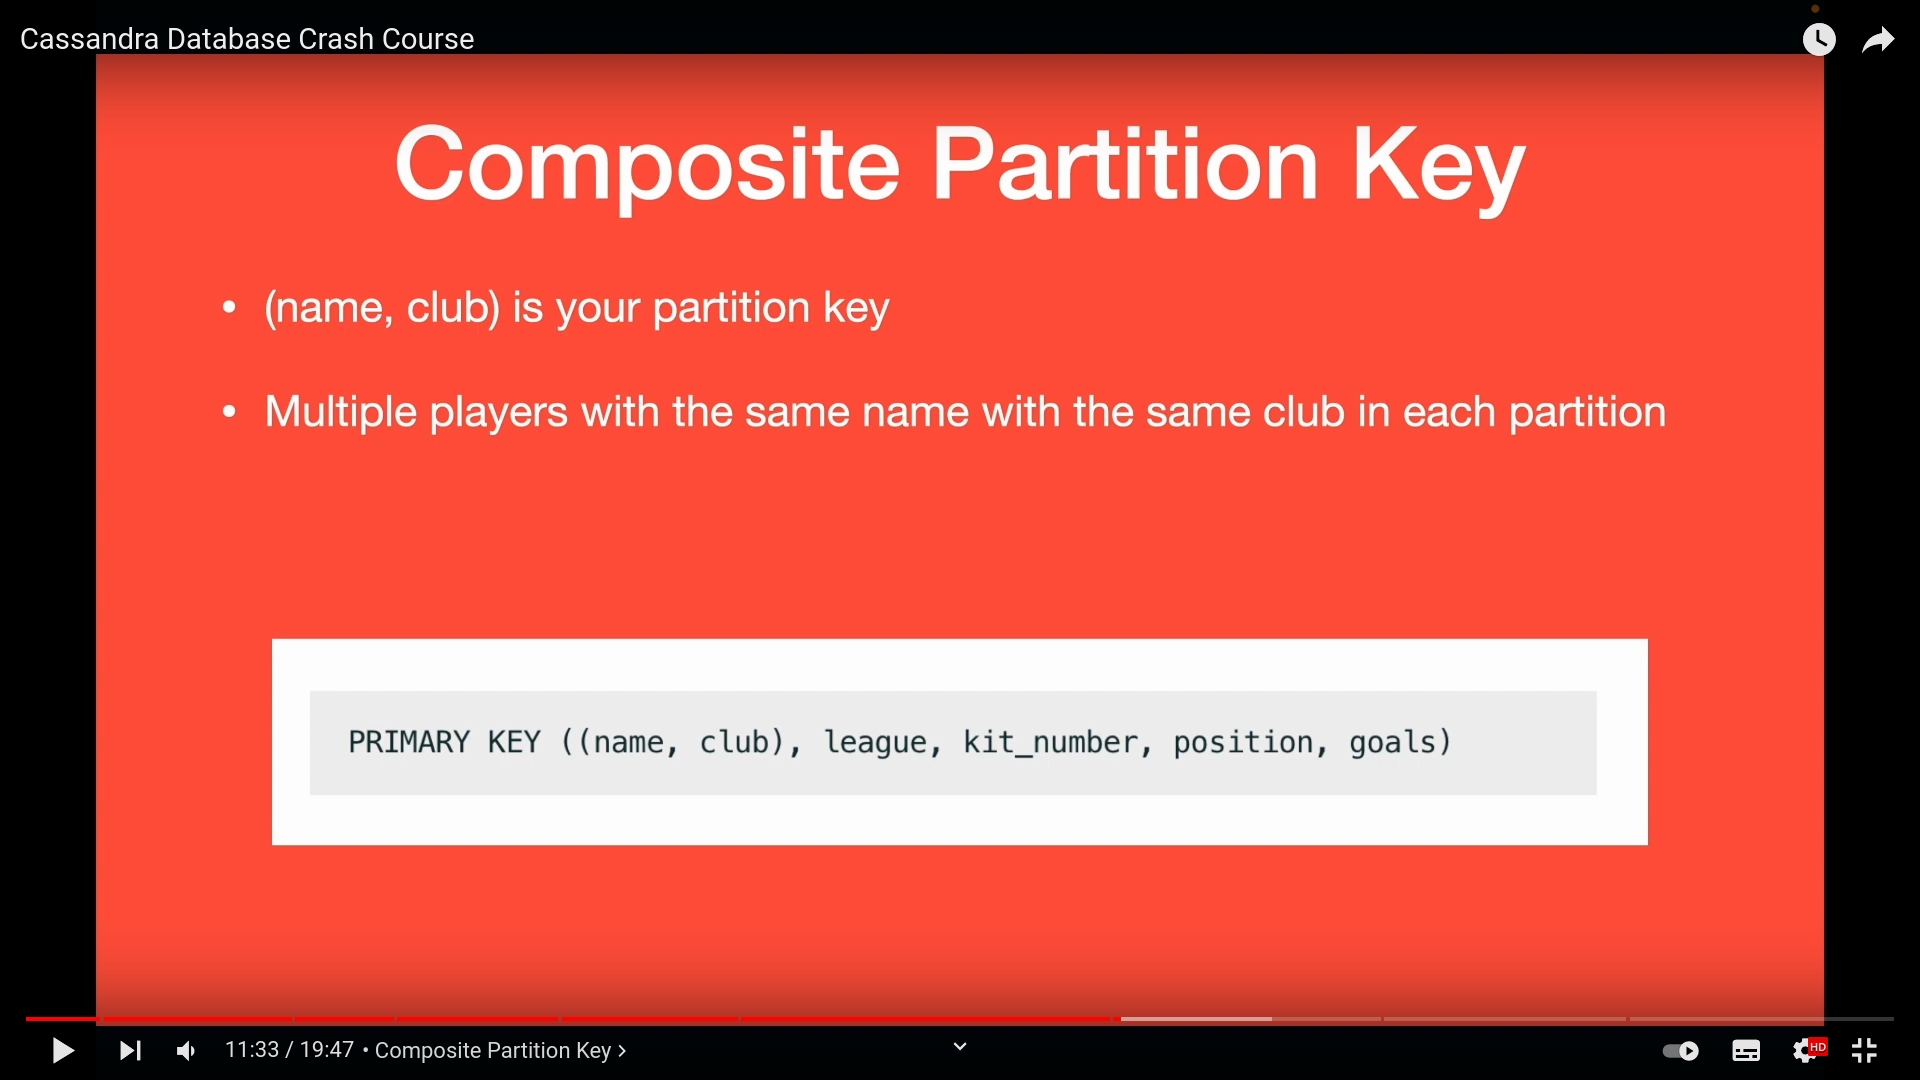 Cassandra Database Crash Course
Composite Partition Key
• (name, club) is your partition key
• Multiple players with the same name with the same club in each partition
PRIMARY KEY ((name, club), league, kit_number, position, goals)
11:33 / 19:47 • Composite Partition Key >
HD